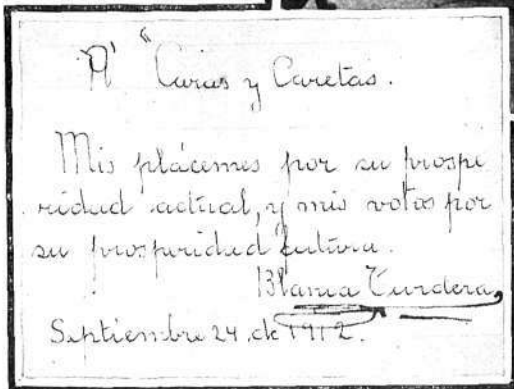 A' "Caras y Caretas.
Mis plácemes por su prospe
ridad actual, y mis votos por
su prosperidad futura.
Blanca Turdera,
Septiembre 24 de 1912.